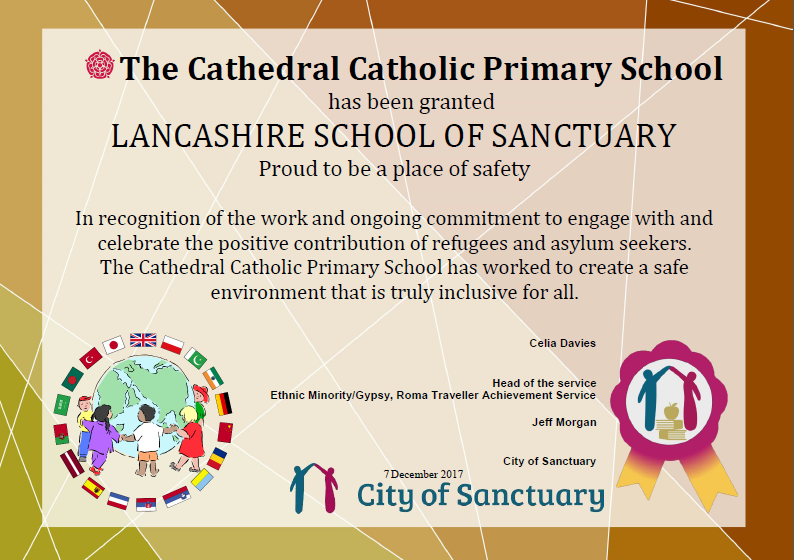 The Cathedral Catholic Primary School
has been granted
LANCASHIRE SCHOOL OF SANCTUARY
Proud to be a place of safety
In recognition of the work and ongoing commitment to engage with and
celebrate the positive contribution of refugees and asylum seekers.
The Cathedral Catholic Primary School has worked to create a safe
environment that is truly inclusive for all.
Celia Davies
Head of the service
Ethnic Minority/Gypsy, Roma Traveller Achievement Service
Jeff Morgan
City of Sanctuary
7 December 2017
City of Sanctuary